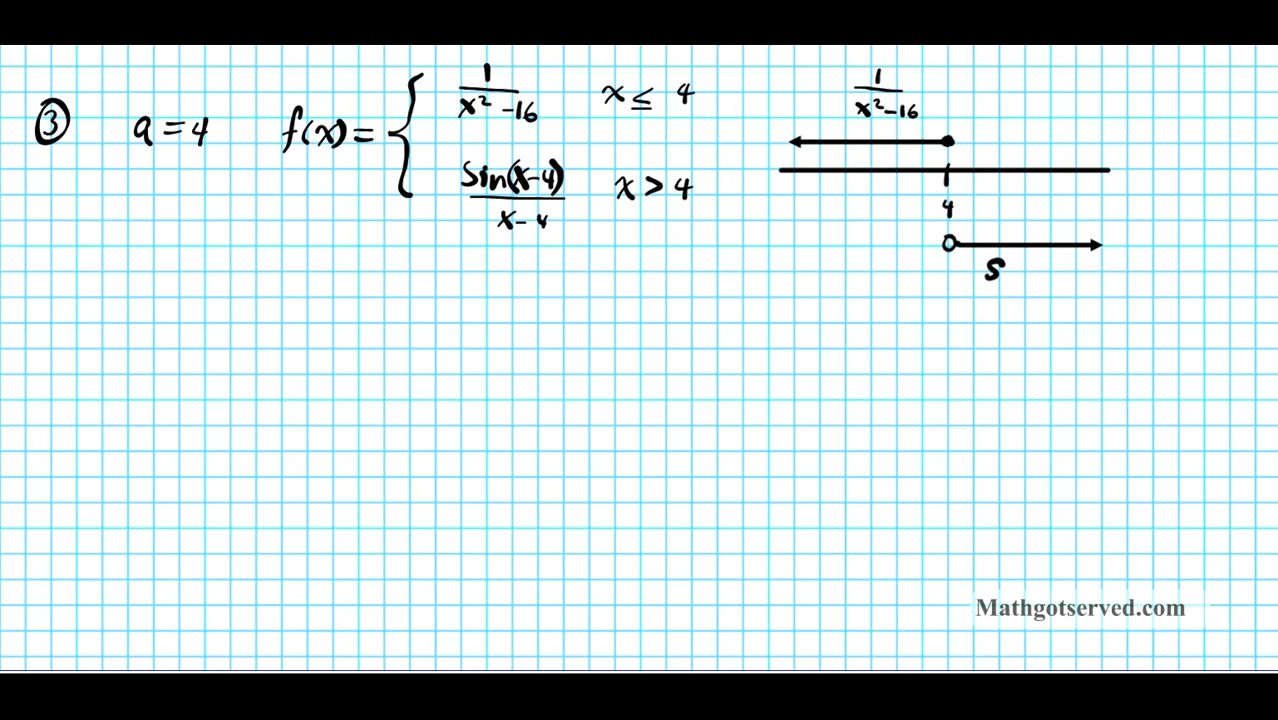 ③ a = 4 f(x) = { 1/(x² - 16) x ≤ 4
sin(x-4)/(x-4) x > 4
1/(x² - 16)
4
S
Mathgotserved.com